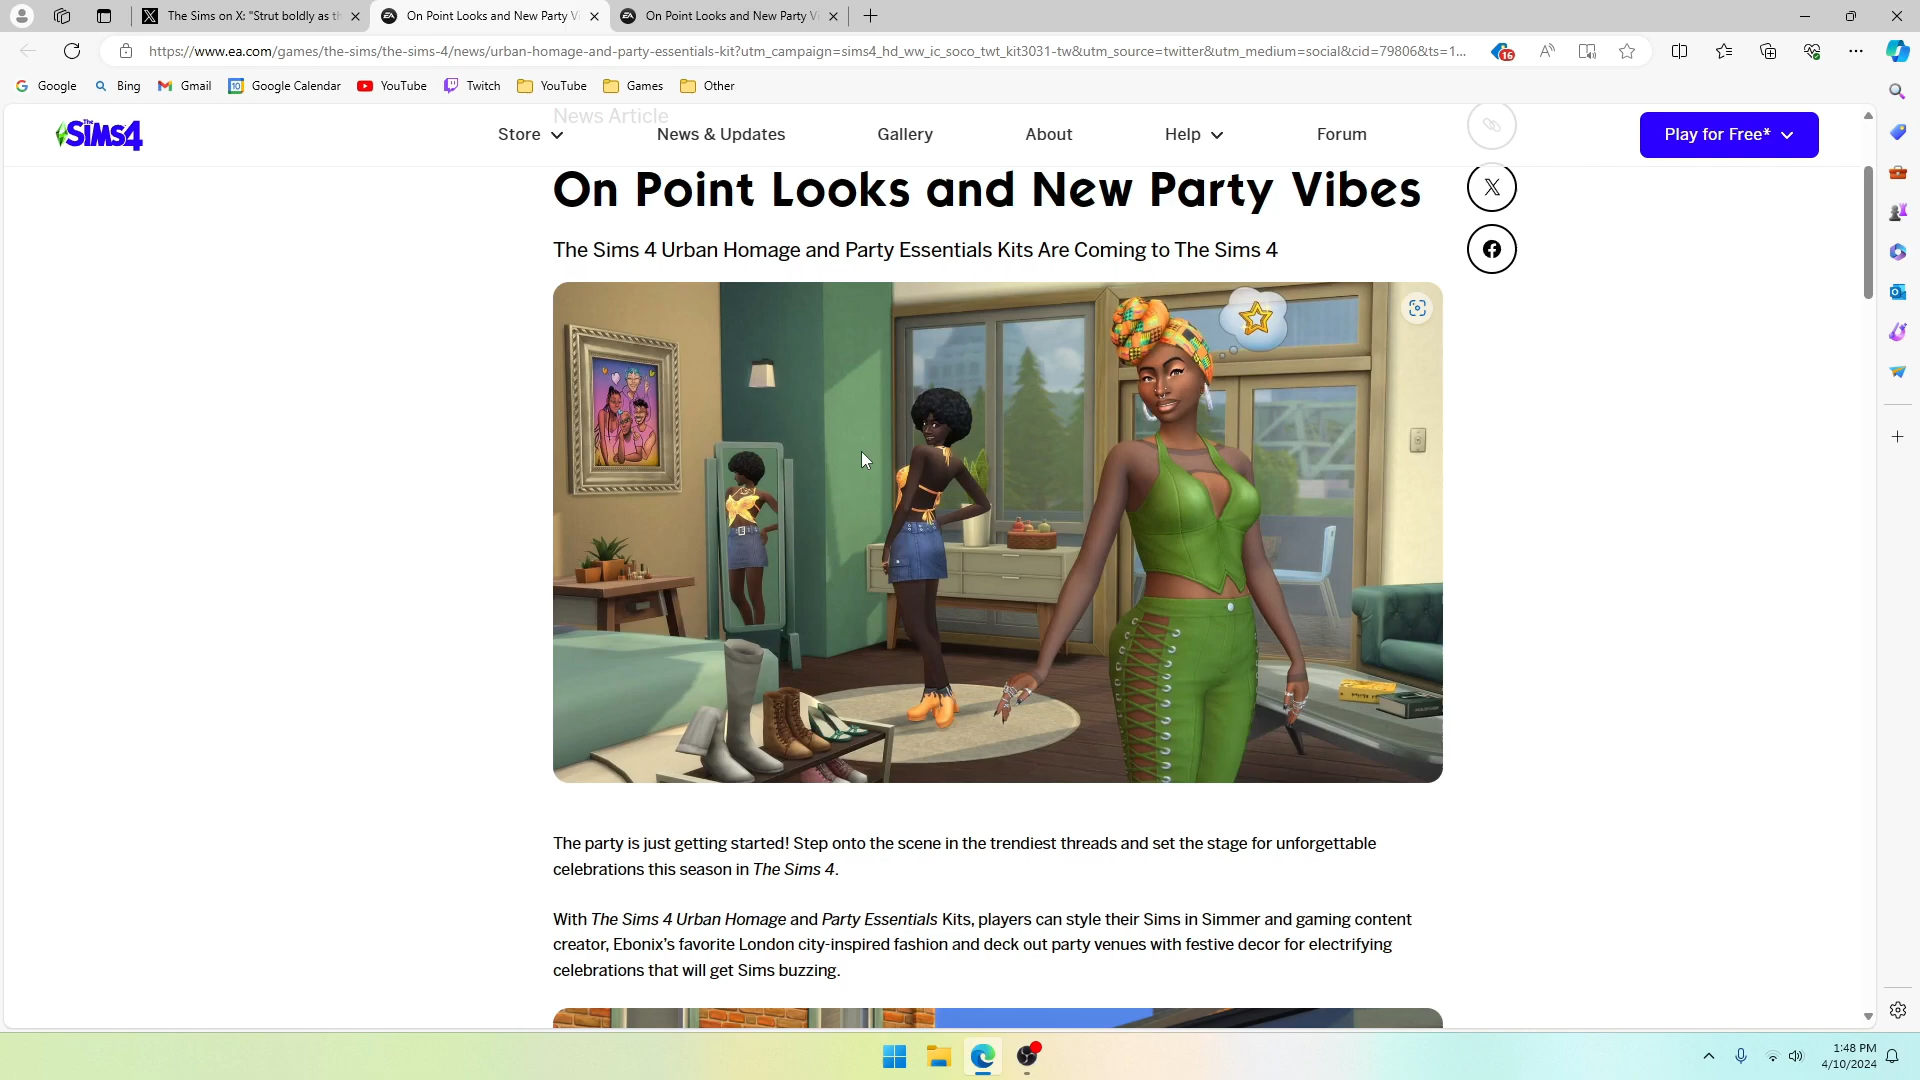 The Sims on X: "Strut boldly as th
On Point Looks and New Party Vi
On Point Looks and New Party Vi
https://www.ea.com/games/the-sims/the-sims-4/news/urban-homage-and-party-essentials-kit?utm_campaign=sims4_hd_ww_ic_soco_twt_kit3031-tw&utm_source=twitter&utm_medium=social&cid=79806&ts=1...
16
Google
Bing
Gmail
10
Google Calendar
YouTube
Twitch
YouTube
Games
Other
News Article
The SIMS 4
Store
News & Updates
Gallery
About
Help
Forum
Play for Free*
On Point Looks and New Party Vibes
The Sims 4 Urban Homage and Party Essentials Kits Are Coming to The Sims 4
The party is just getting started! Step onto the scene in the trendiest threads and set the stage for unforgettable
celebrations this season in The Sims 4.
With The Sims 4 Urban Homage and Party Essentials Kits, players can style their Sims in Simmer and gaming content
creator, Ebonix's favorite London city-inspired fashion and deck out party venues with festive decor for electrifying
celebrations that will get Sims buzzing.
1:48 PM
4/10/2024